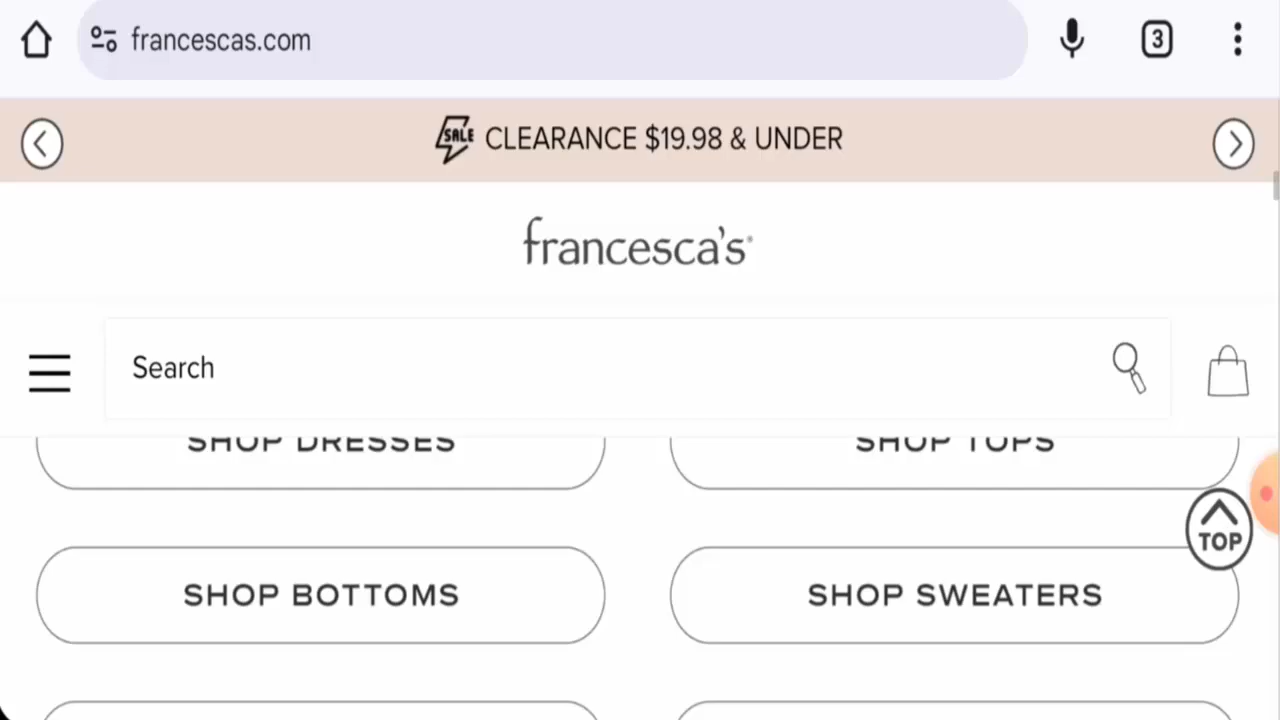 francescas.com
3
SALE CLEARANCE $19.98 & UNDER
francesca's®
Search
SHOP DRESSES
SHOP TOPS
TOP
SHOP BOTTOMS
SHOP SWEATERS